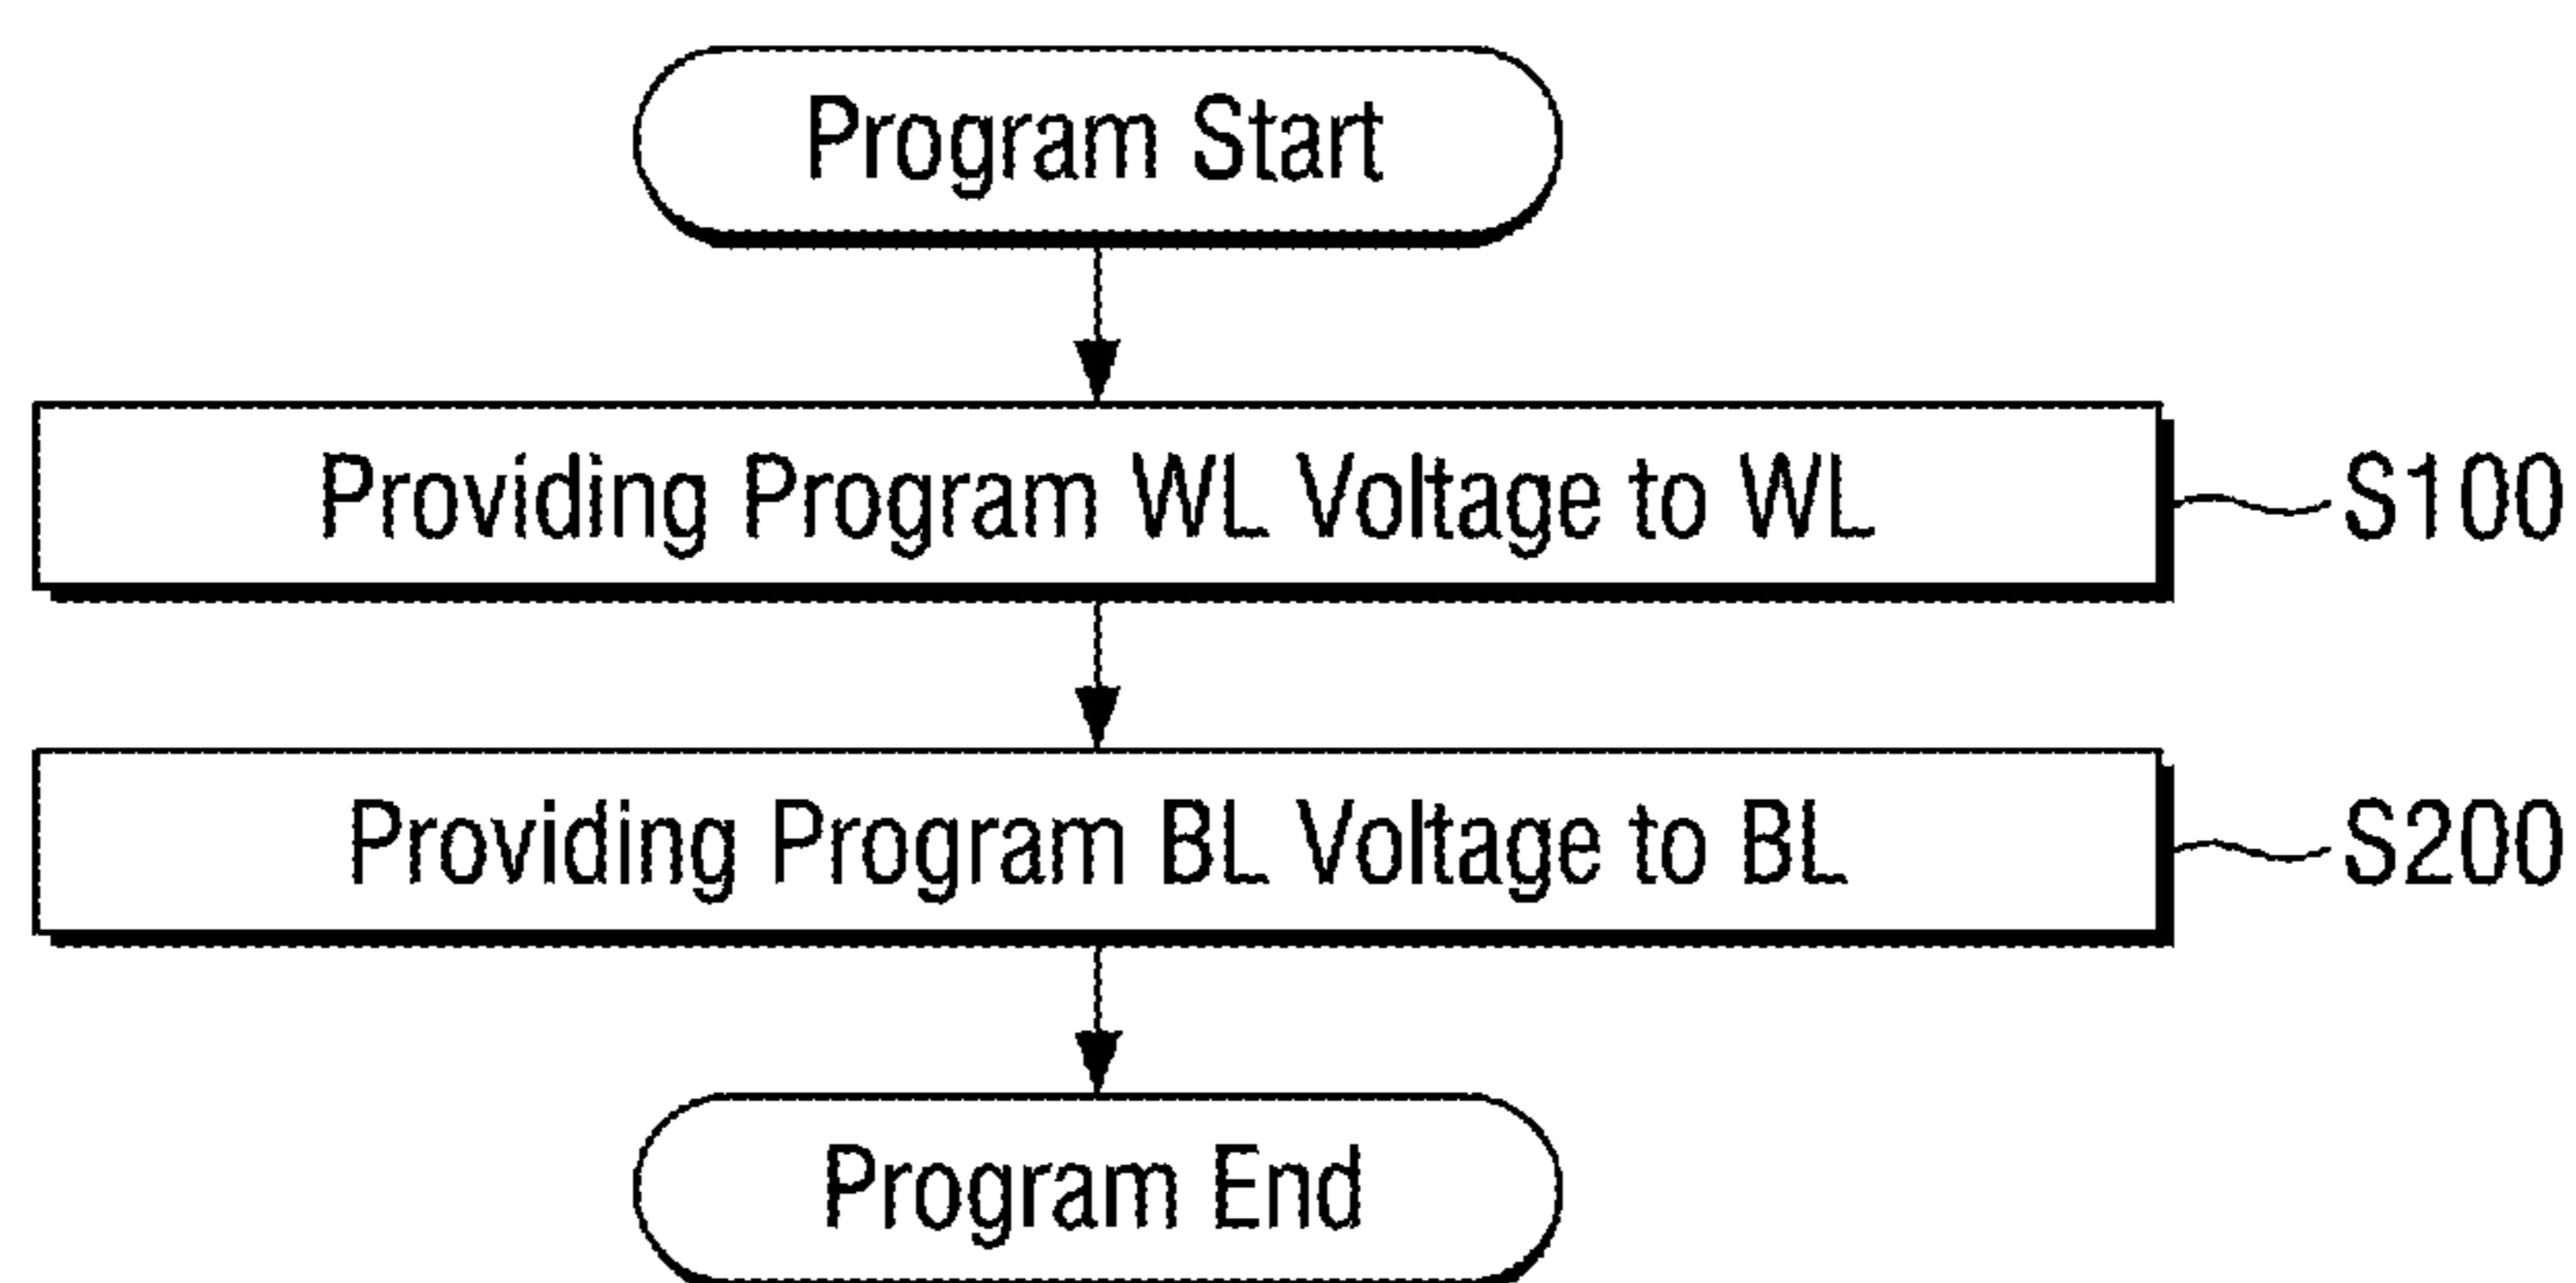 Program Start
Providing Program WL Voltage to WL
S100
Providing Program BL Voltage to BL
S200
Program End